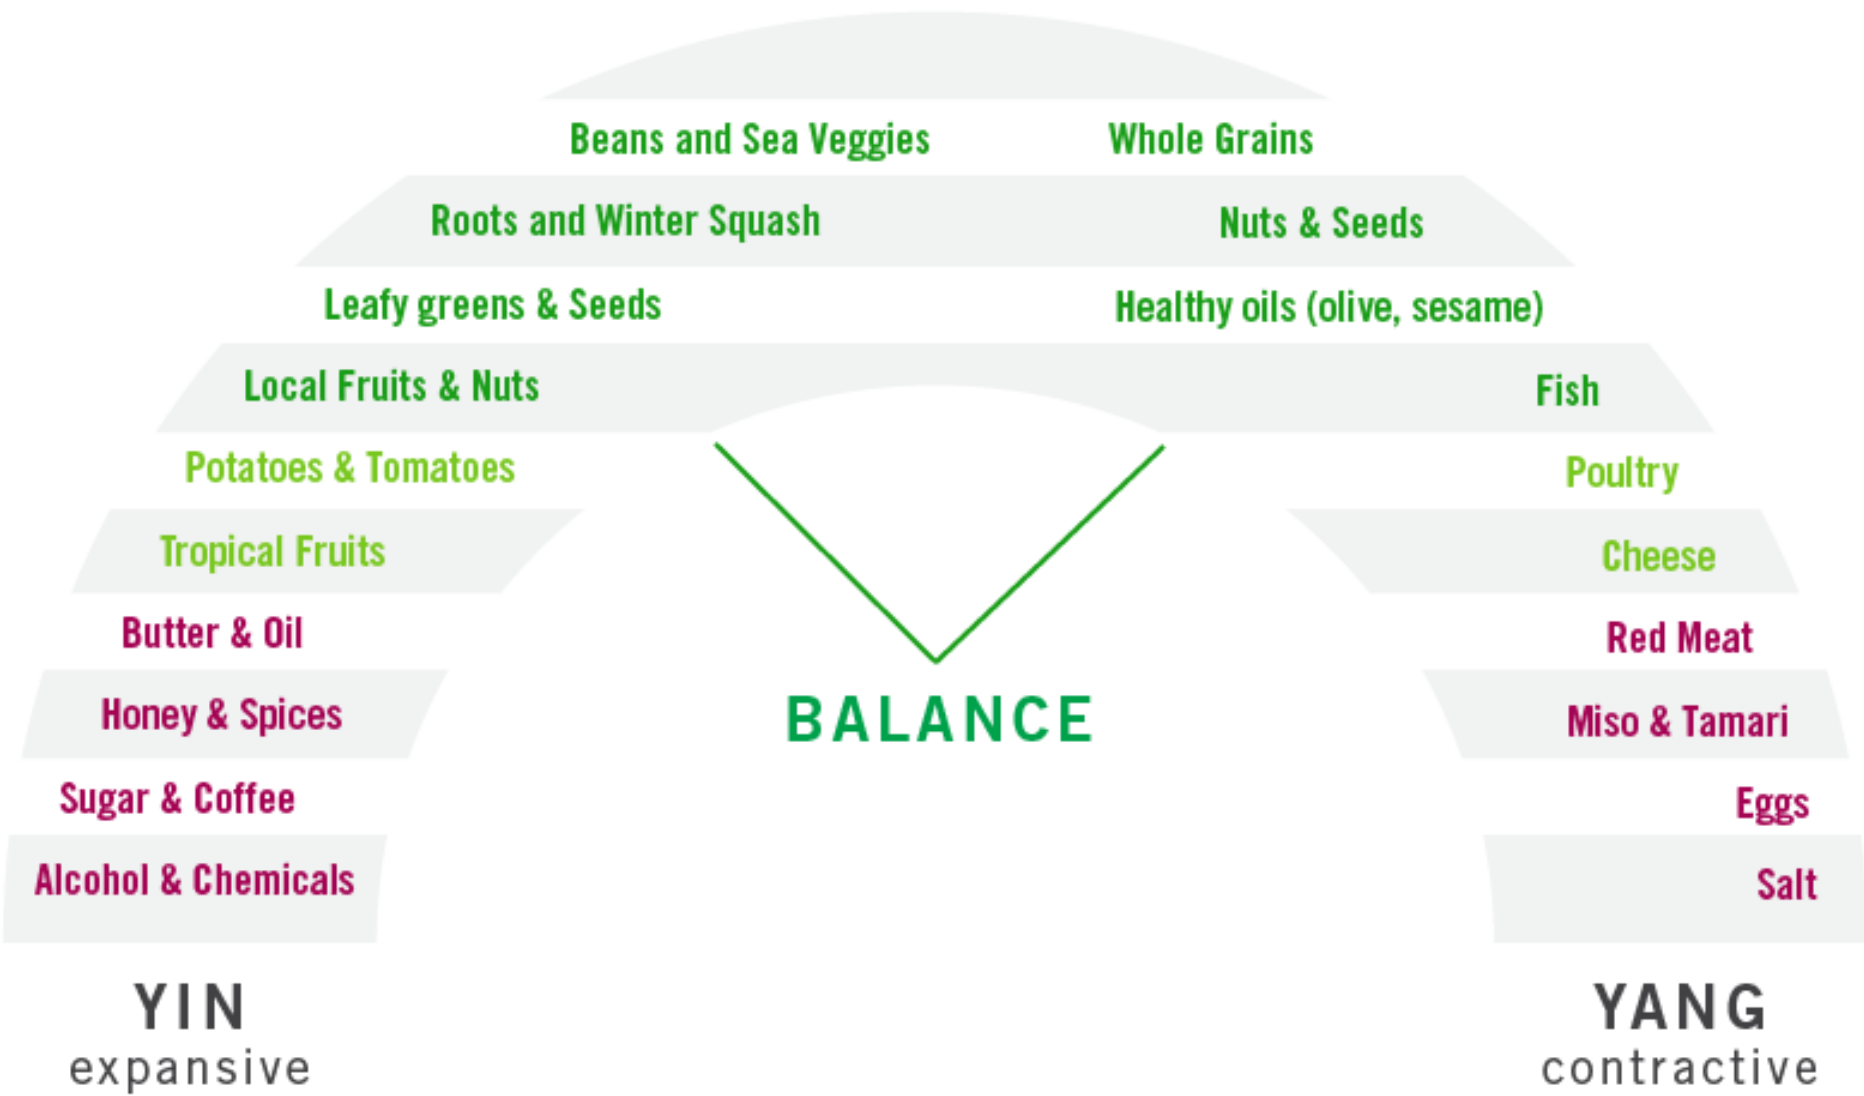 Beans and Sea Veggies
Whole Grains
Roots and Winter Squash
Nuts & Seeds
Leafy greens & Seeds
Healthy oils (olive, sesame)
Local Fruits & Nuts
Fish
Potatoes & Tomatoes
Poultry
Tropical Fruits
Cheese
Butter & Oil
Red Meat
Honey & Spices
BALANCE
Miso & Tamari
Sugar & Coffee
Eggs
Alcohol & Chemicals
Salt
YIN
expansive
YANG
contractive